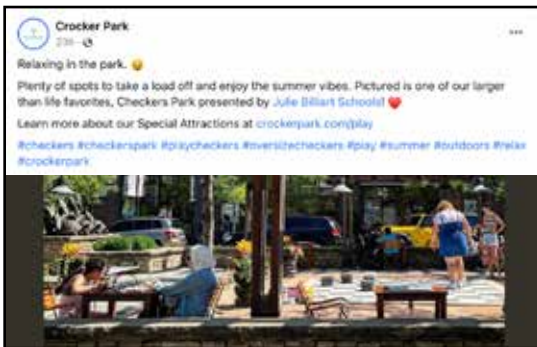 Crocker Park
Relaxing in the park. 😀
Plenty of spots to take a load off and enjoy the summer vibes. Pictured is one of our larger
than life favorites, Checkers Park presented by Julie Billiart Schools! ❤️
Learn more about our Special Attractions at crockerpark.com/play
#checkers #checkerspark #playcheckers #oversizecheckers #play #summer #outdoors #relax
#crockerpark